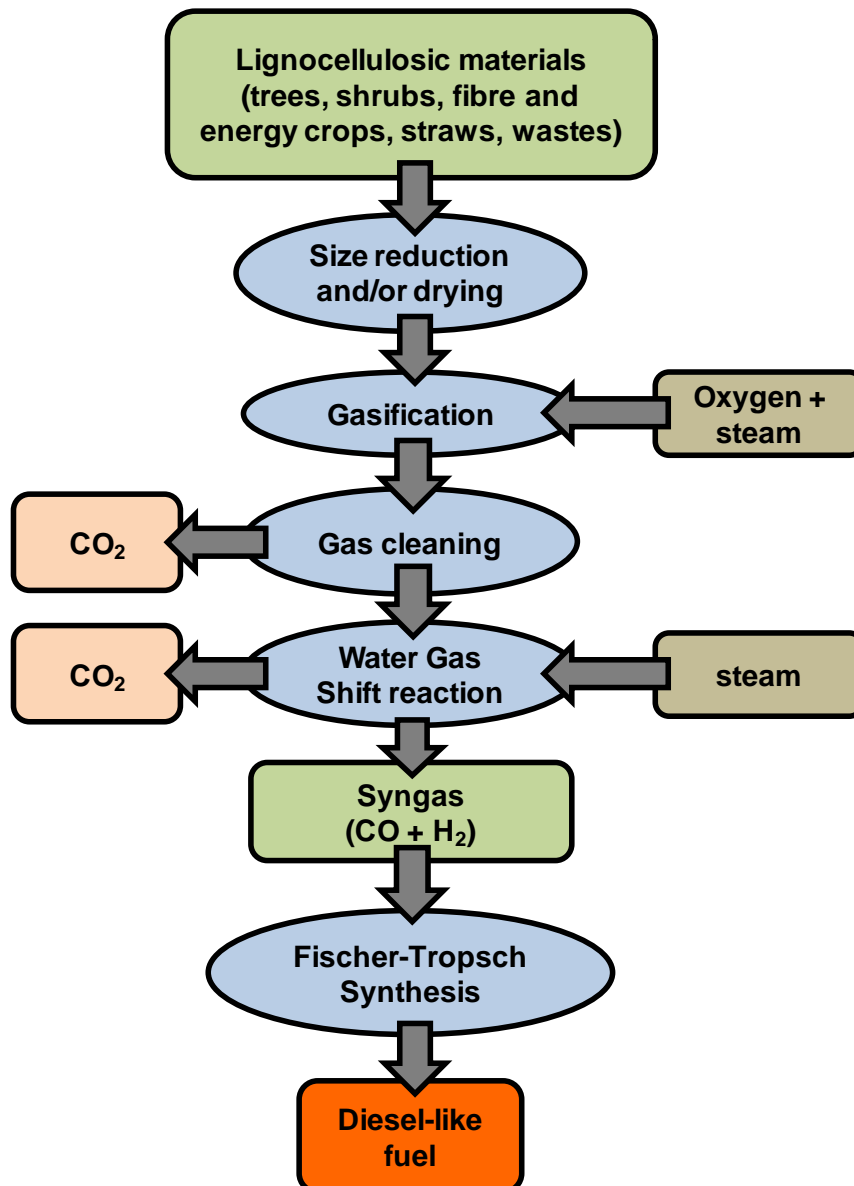 Lignocellulosic materials
(trees, shrubs, fibre and
energy crops, straws, wastes)
Size reduction
and/or drying
Gasification
Oxygen +
steam
CO₂
Gas cleaning
CO₂
Water Gas
Shift reaction
steam
Syngas
(CO + H₂)
Fischer-Tropsch
Synthesis
Diesel-like
fuel